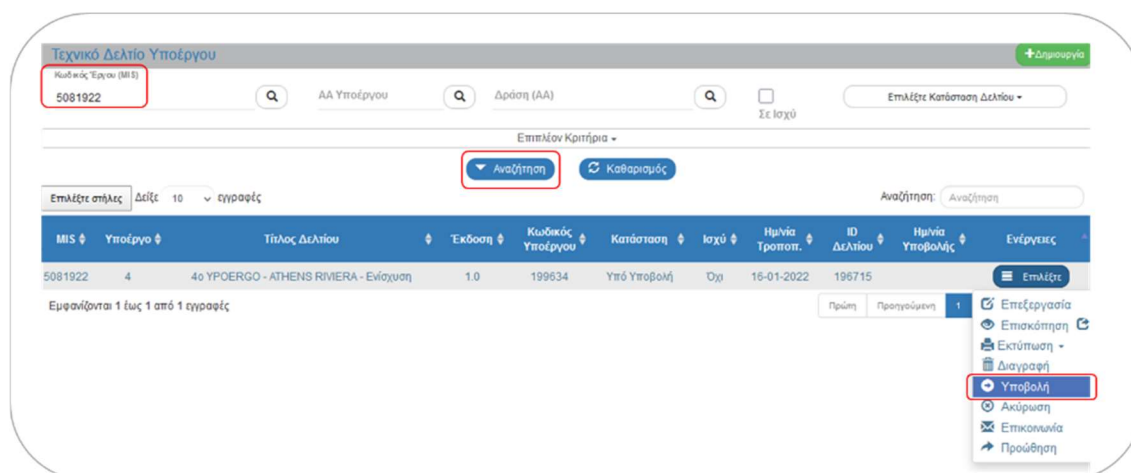 Τεχνικό Δελτίο Υποέργου
+Δημιουργία
Κωδικός Έργου (MIS)
5081922 ΑΑ Υποέργου Δράση (ΑΑ) Επιλέξτε Κατάσταση Δελτίου
Σε Ισχύ
Επιπλέον Κριτήρια
Αναζήτηση Καθαρισμός
Επιλέξτε στήλες Δείξε 10 εγγραφές Αναζήτηση: Αναζήτηση
MIS Υποέργο Τίτλος Δελτίου Έκδοση Κωδικός Υποέργου Κατάσταση Ισχύ Ημ/νία Τροποπ. ID Δελτίου Ημ/νία Υποβολής Ενέργειες
5081922 4 4ο YPOERGO - ATHENS RIVIERA - Ενίσχυση 1.0 199634 Υπό Υποβολή Όχι 16-01-2022 196715 Επιλέξτε
Εμφανίζονται 1 έως 1 από 1 εγγραφές Πρώτη Προηγούμενη 1
Επεξεργασία
Επισκόπηση
Εκτύπωση
Διαγραφή
Υποβολή
Ακύρωση
Επικοινωνία
Προώθηση